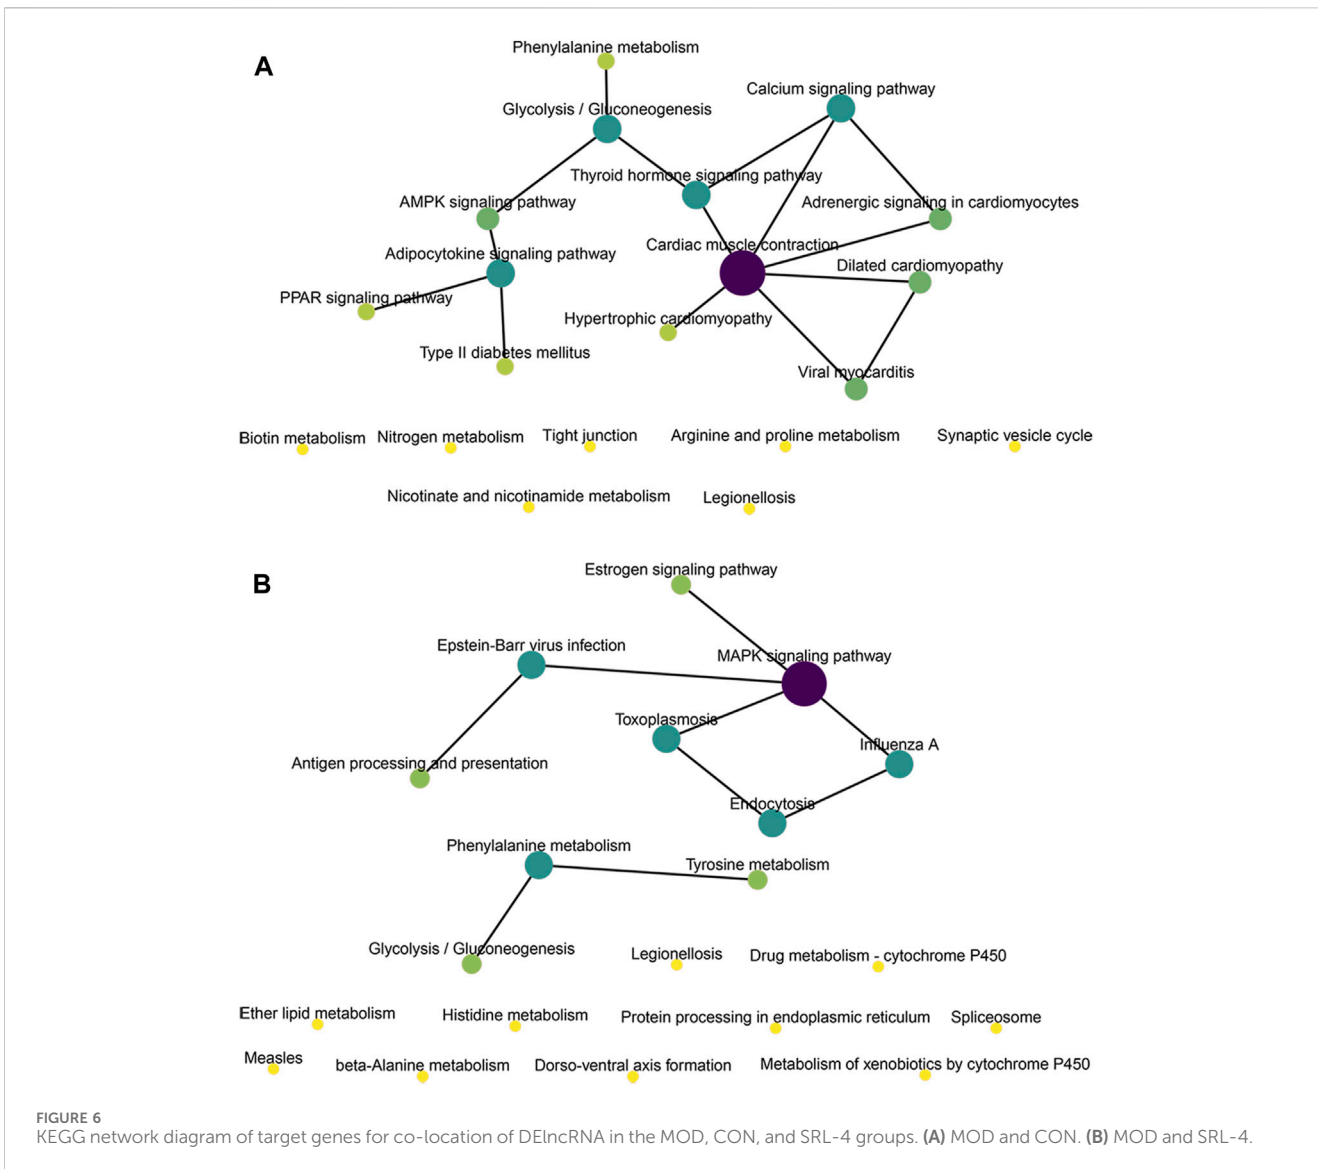 A
Phenylalanine metabolism
Calcium signaling pathway
Glycolysis / Gluconeogenesis
Thyroid hormone signaling pathway
AMPK signaling pathway
Adrenergic signaling in cardiomyocytes
Cardiac muscle contraction
Adipocytokine signaling pathway
Dilated cardiomyopathy
PPAR signaling pathway
Hypertrophic cardiomyopathy
Type II diabetes mellitus
Viral myocarditis
Biotin metabolism
Nitrogen metabolism
Tight junction
Arginine and proline metabolism
Synaptic vesicle cycle
Nicotinate and nicotinamide metabolism
Legionellosis
B
Estrogen signaling pathway
Epstein-Barr virus infection
MAPK signaling pathway
Toxoplasmosis
Influenza A
Antigen processing and presentation
Endocytosis
Phenylalanine metabolism
Tyrosine metabolism
Glycolysis / Gluconeogenesis
Legionellosis
Drug metabolism - cytochrome P450
Ether lipid metabolism
Histidine metabolism
Protein processing in endoplasmic reticulum
Spliceosome
Measles
beta-Alanine metabolism
Dorso-ventral axis formation
Metabolism of xenobiotics by cytochrome P450
FIGURE 6
KEGG network diagram of target genes for co-location of DElncRNA in the MOD, CON, and SRL-4 groups. (A) MOD and CON. (B) MOD and SRL-4.